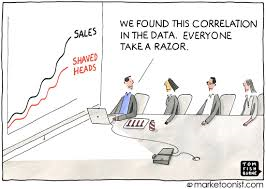 SALES
SHAVED
HEADS
WE FOUND THIS CORRELATION
IN THE DATA. EVERYONE
TAKE A RAZOR.
TOM
FISH
BURNE
© marketoonist.com